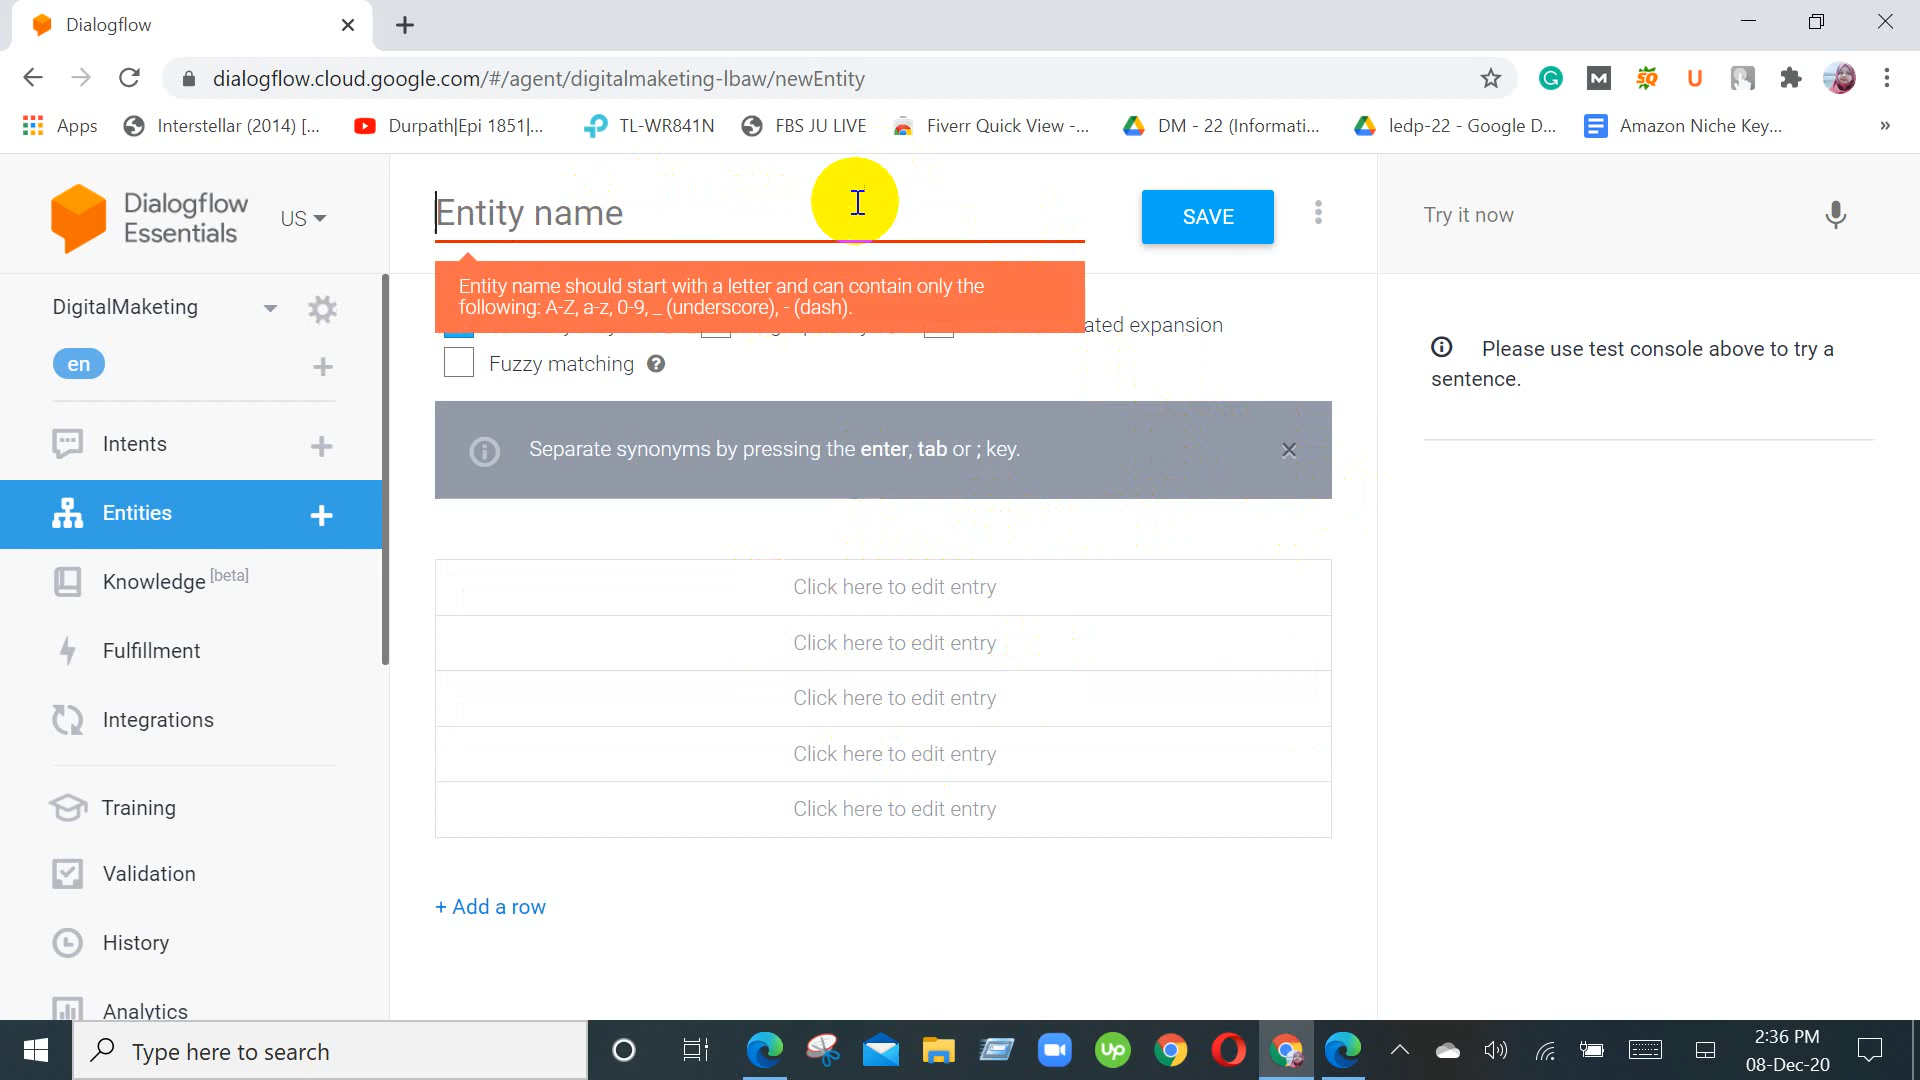 Dialogflow
dialogflow.cloud.google.com/#/agent/digitalmaketing-lbaw/newEntity
Apps
Interstellar (2014) [...
Durpath|Epi 1851|...
TL-WR841N
FBS JU LIVE
Fiverr Quick View -...
DM - 22 (Informati...
ledp-22 - Google D...
Amazon Niche Key...
»
Dialogflow
Essentials
US
Entity name
SAVE
Try it now
Entity name should start with a letter and can contain only the
following: A-Z, a-z, 0-9, _ (underscore), - (dash).
ated expansion
Fuzzy matching
DigitalMaketing
en
Please use test console above to try a
sentence.
Separate synonyms by pressing the enter, tab or ; key.
Intents
Entities
Knowledge [beta]
Fulfillment
Integrations
Training
Validation
History
Analytics
Click here to edit entry
Click here to edit entry
Click here to edit entry
Click here to edit entry
Click here to edit entry
+ Add a row
Type here to search
Up
2:36 PM
08-Dec-20